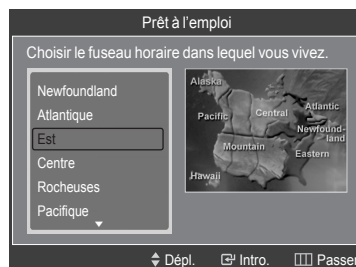 Prêt à l'emploi
Choisir le fuseau horaire dans lequel vous vivez.
Newfoundland
Atlantique
Est
Centre
Rocheuses
Pacifique
Alaska
Pacific
Central
Atlantic
Newfound-
land
Mountain
Eastern
Hawaii
Dépl. Intro. Passer